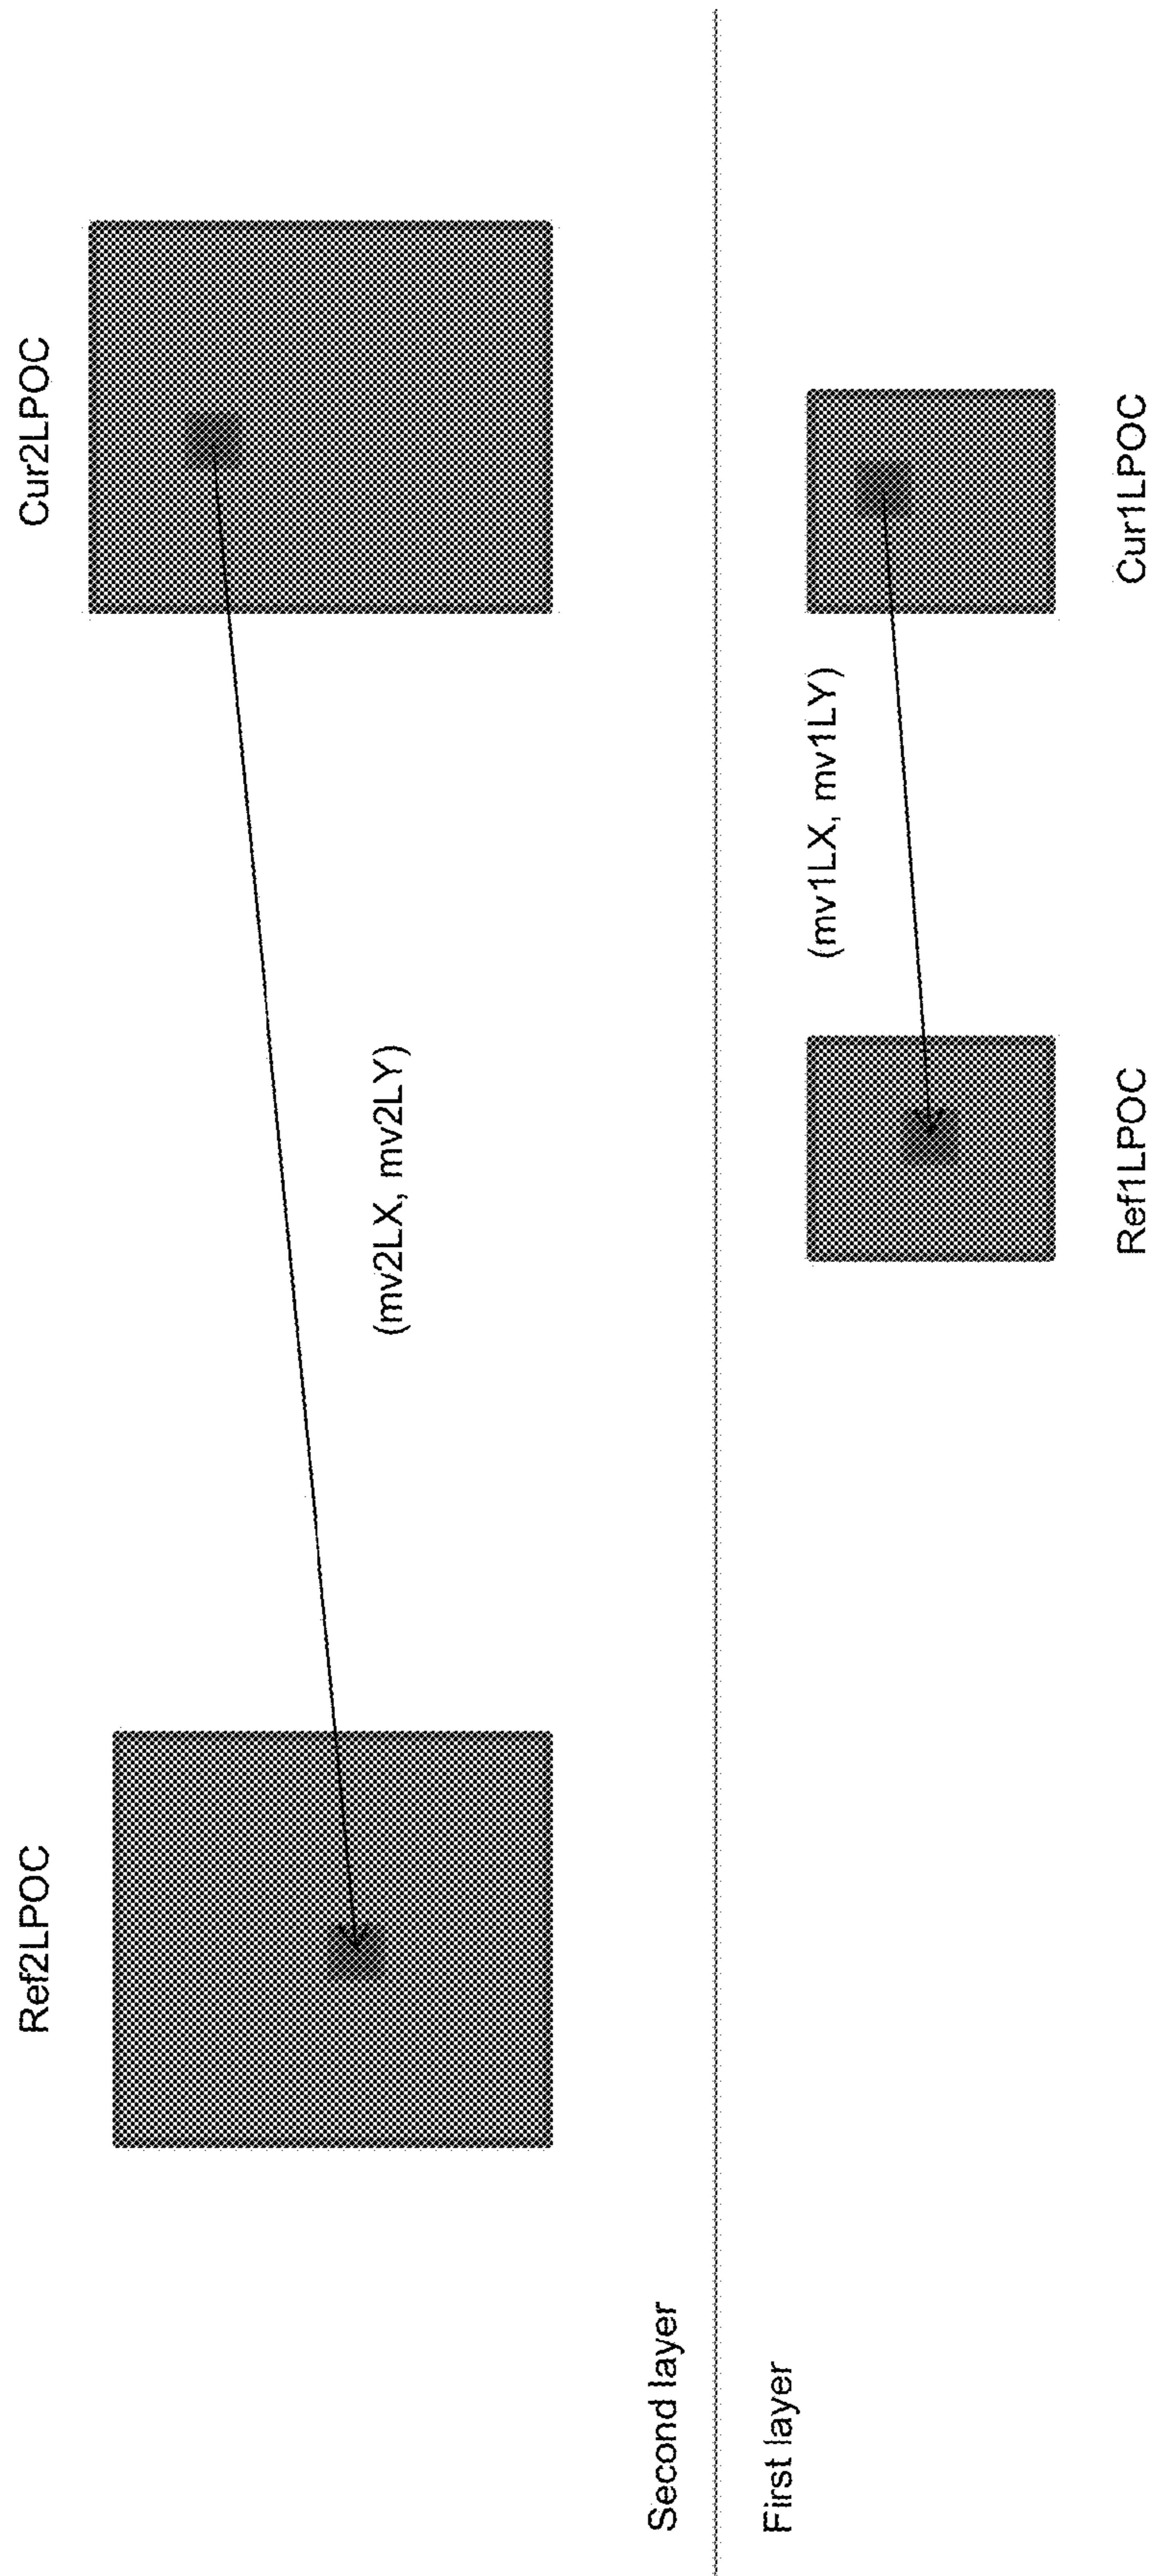 Ref2LPOC
Cur2LPOC
(mv2LX, mv2LY)
Second layer
First layer
(mv1LX, mv1LY)
Ref1LPOC
Cur1LPOC